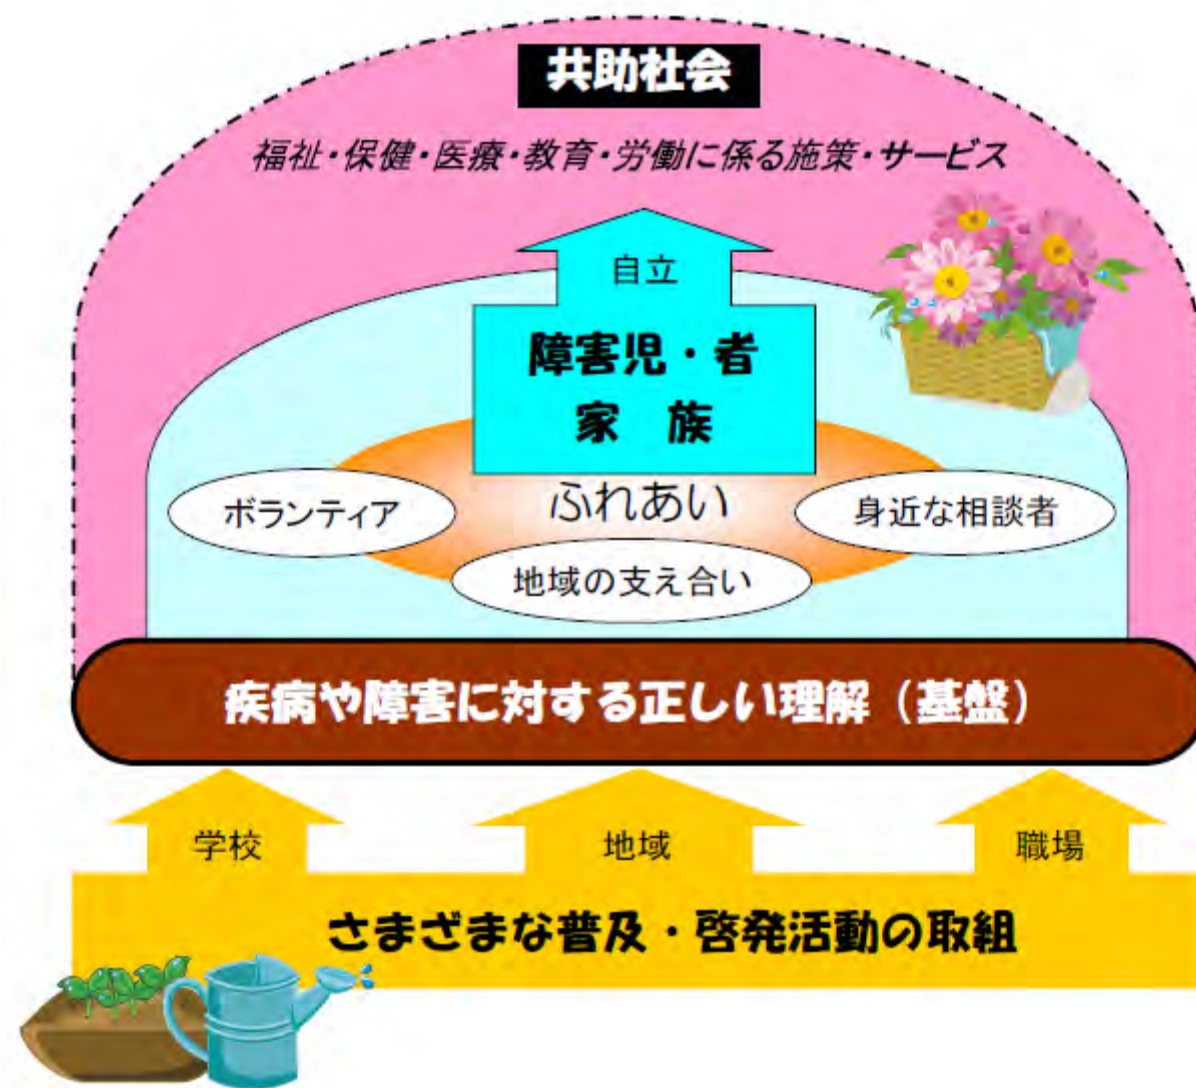 共助社会
福祉・保健・医療・教育・労働に係る施策・サービス
自立
障害児・者
家　族
ふれあい
ボランティア
身近な相談者
地域の支え合い
疾病や障害に対する正しい理解（基盤）
学校
地域
職場
さまざまな普及・啓発活動の取組